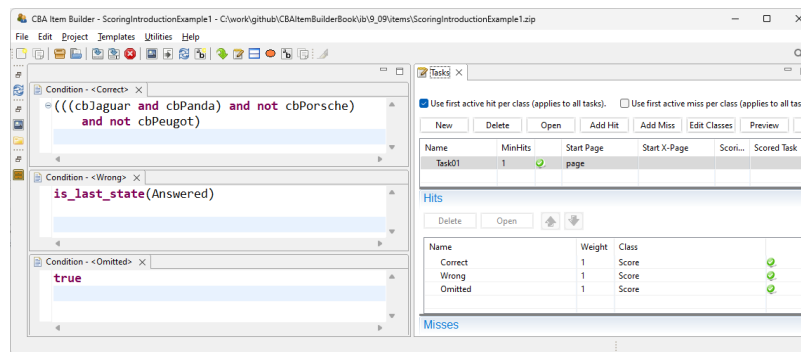 CBA Item Builder - ScoringIntroductionExample1 - C:\work\github\CBAItemBuilderBook\ib\9_09\items\ScoringIntroductionExample1.zip
File Edit Project Templates Utilities Help
Condition - <Correct>
(((cbJaguar and cbPanda) and not cbPorsche)
and not cbPeugot)
Condition - <Wrong>
is_last_state(Answered)
Condition - <Omitted>
true
Tasks
Use first active hit per class (applies to all tasks). Use first active miss per class (applies to all tas
New Delete Open Add Hit Add Miss Edit Classes Preview
Name MinHits Start Page Start X-Page Scori... Scored Task
Task01 1 page
Hits
Delete Open
Name Weight Class
Correct 1 Score
Wrong 1 Score
Omitted 1 Score
Misses